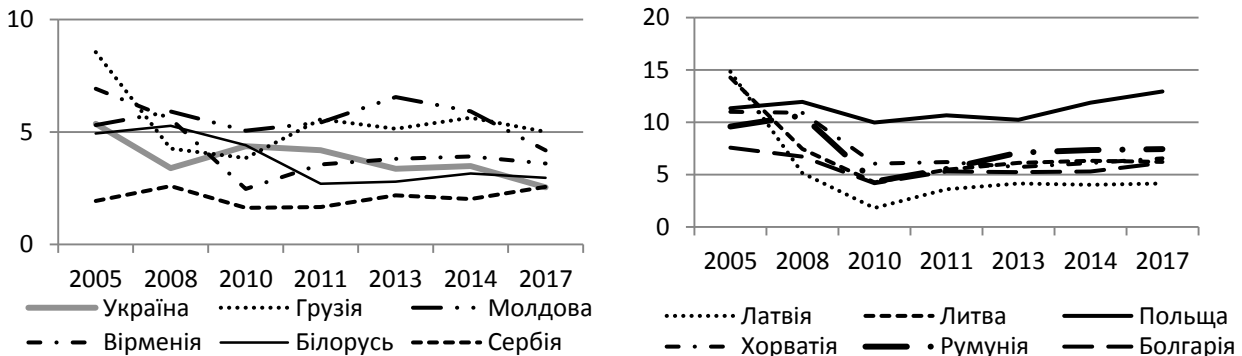 10
5
0
2005 2008 2010 2011 2013 2014 2017
Україна Грузія Молдова
Вірменія Білорусь Сербія
20
15
10
5
0
2005 2008 2010 2011 2013 2014 2017
Латвія Литва Польща
Хорватія Румунія Болгарія